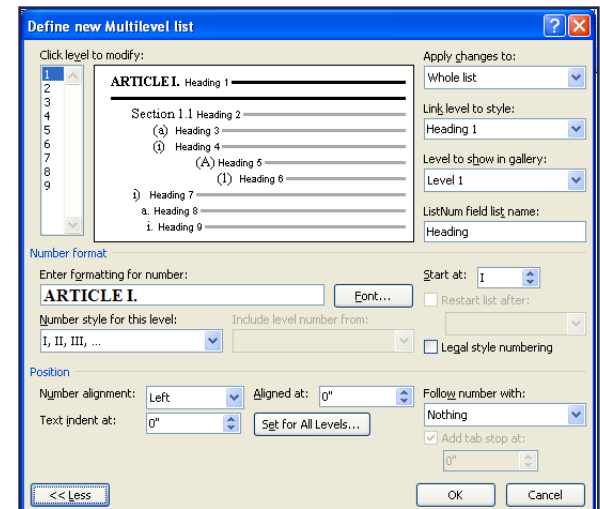 Define new Multilevel list
Click level to modify:
1
2
3
4
5
6
7
8
9
ARTICLE I. Heading 1
Section 1.1 Heading 2
(a) Heading 3
(i) Heading 4
(A) Heading 5
(1) Heading 6
i) Heading 7
a. Heading 8
i. Heading 9
Apply changes to:
Whole list
Link level to style:
Heading 1
Level to show in gallery:
Level 1
ListNum field list name:
Heading
Number format
Enter formatting for number:
ARTICLE I.
Font...
Number style for this level:
I, II, III, ...
Include level number from:
Start at: I
Restart list after:
Legal style numbering
Position
Number alignment: Left
Aligned at: 0"
Text indent at: 0"
Set for All Levels...
Follow number with:
Nothing
Add tab stop at:
0"
<< Less
OK
Cancel